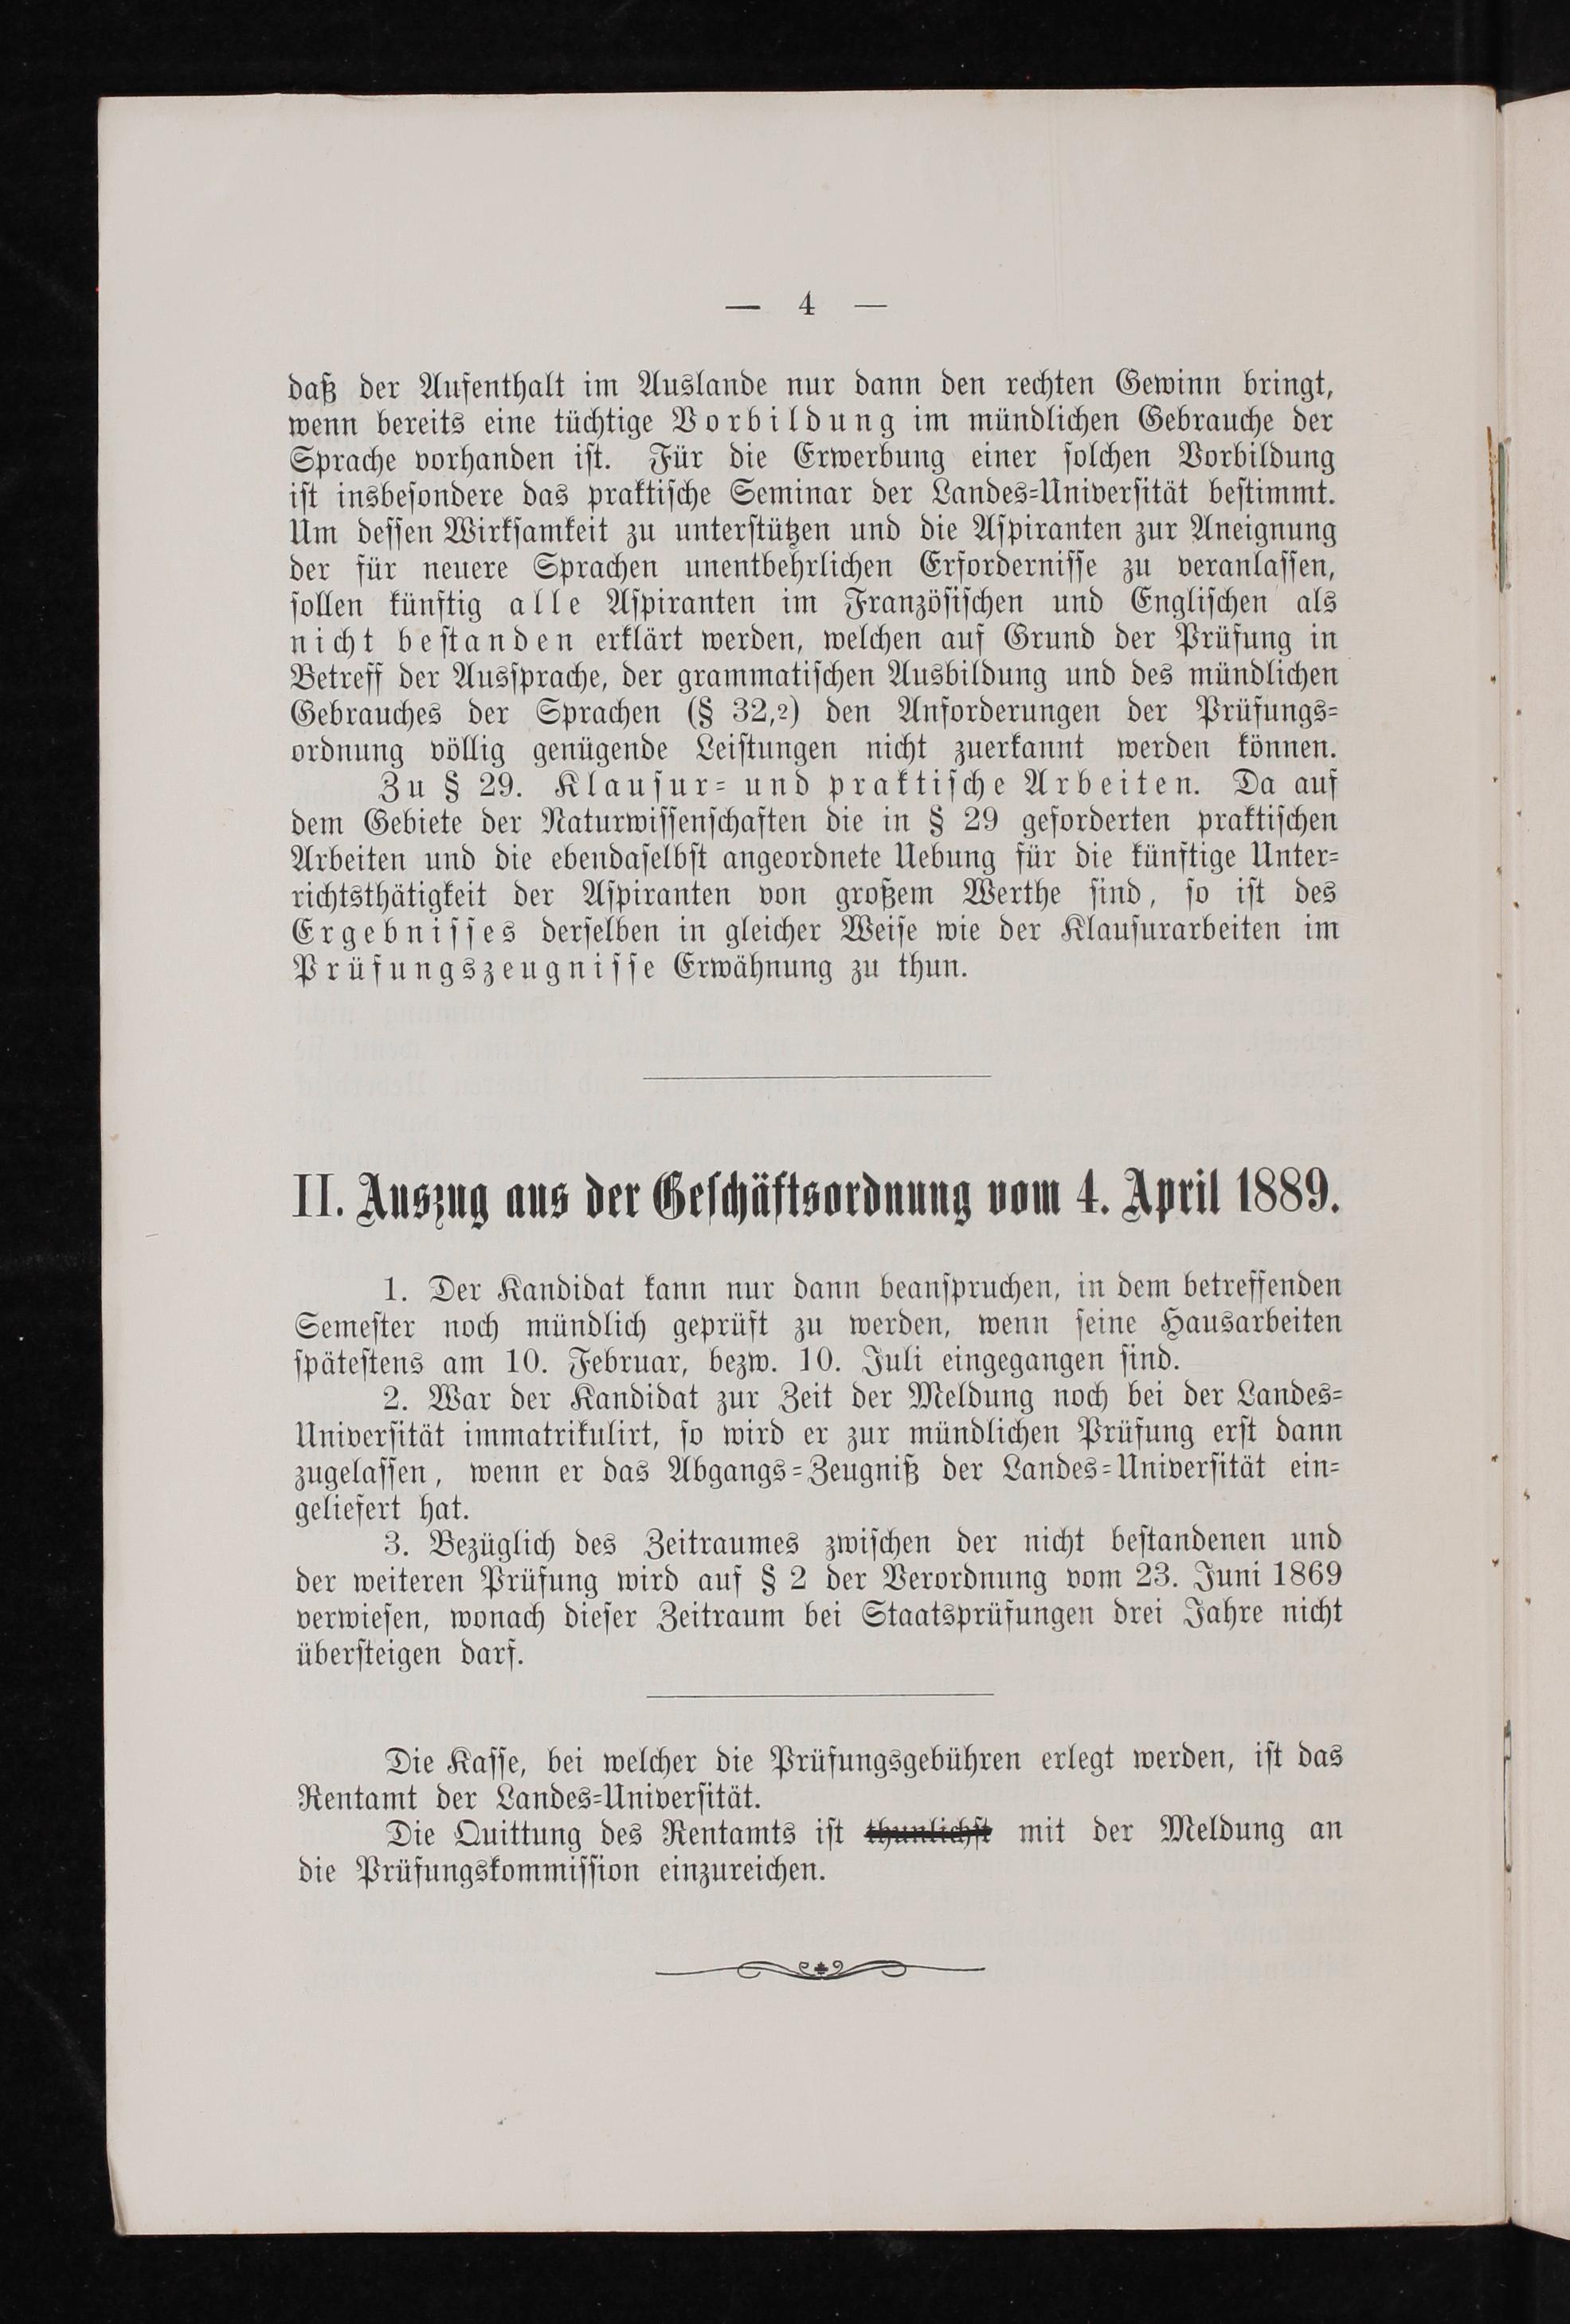 — 4 —
daß der Aufenthalt im Auslande nur dann den rechten Gewinn bringt,
wenn bereits eine tüchtige Vorbildung im mündlichen Gebrauche der
Sprache vorhanden ist. Für die Erwerbung einer solchen Vorbildung
ist insbesondere das praktische Seminar der Landes-Universität bestimmt.
Um dessen Wirksamkeit zu unterstützen und die Aspiranten zur Aneignung
der für neuere Sprachen unentbehrlichen Erfordernisse zu veranlassen,
sollen künftig alle Aspiranten im Französischen und Englischen als
nicht bestanden erklärt werden, welchen auf Grund der Prüfung in
Betreff der Aussprache, der grammatischen Ausbildung und des mündlichen
Gebrauches der Sprachen (§ 32,2) den Anforderungen der Prüfungs-
ordnung völlig genügende Leistungen nicht zuerkannt werden können.
Zu § 29. Klausur- und praktische Arbeiten. Da auf
dem Gebiete der Naturwissenschaften die in § 29 geforderten praktischen
Arbeiten und die ebendaselbst angeordnete Uebung für die künftige Unter-
richtsthätigkeit der Aspiranten von großem Werthe sind, so ist des
Ergebnisses derselben in gleicher Weise wie der Klausurarbeiten im
Prüfungszeugnisse Erwähnung zu thun.
II. Auszug aus der Geschäftsordnung vom 4. April 1889.
1. Der Kandidat kann nur dann beanspruchen, in dem betreffenden
Semester noch mündlich geprüft zu werden, wenn seine Hausarbeiten
spätestens am 10. Februar, bezw. 10. Juli eingegangen sind.
2. War der Kandidat zur Zeit der Meldung noch bei der Landes-
Universität immatrikulirt, so wird er zur mündlichen Prüfung erst dann
zugelassen, wenn er das Abgangs-Zeugniß der Landes-Universität ein-
geliefert hat.
3. Bezüglich des Zeitraumes zwischen der nicht bestandenen und
der weiteren Prüfung wird auf § 2 der Verordnung vom 23. Juni 1869
verwiesen, wonach dieser Zeitraum bei Staatsprüfungen drei Jahre nicht
übersteigen darf.
Die Kasse, bei welcher die Prüfungsgebühren erlegt werden, ist das
Rentamt der Landes-Universität.
Die Quittung des Rentamts ist thunlichst mit der Meldung an
die Prüfungskommission einzureichen.